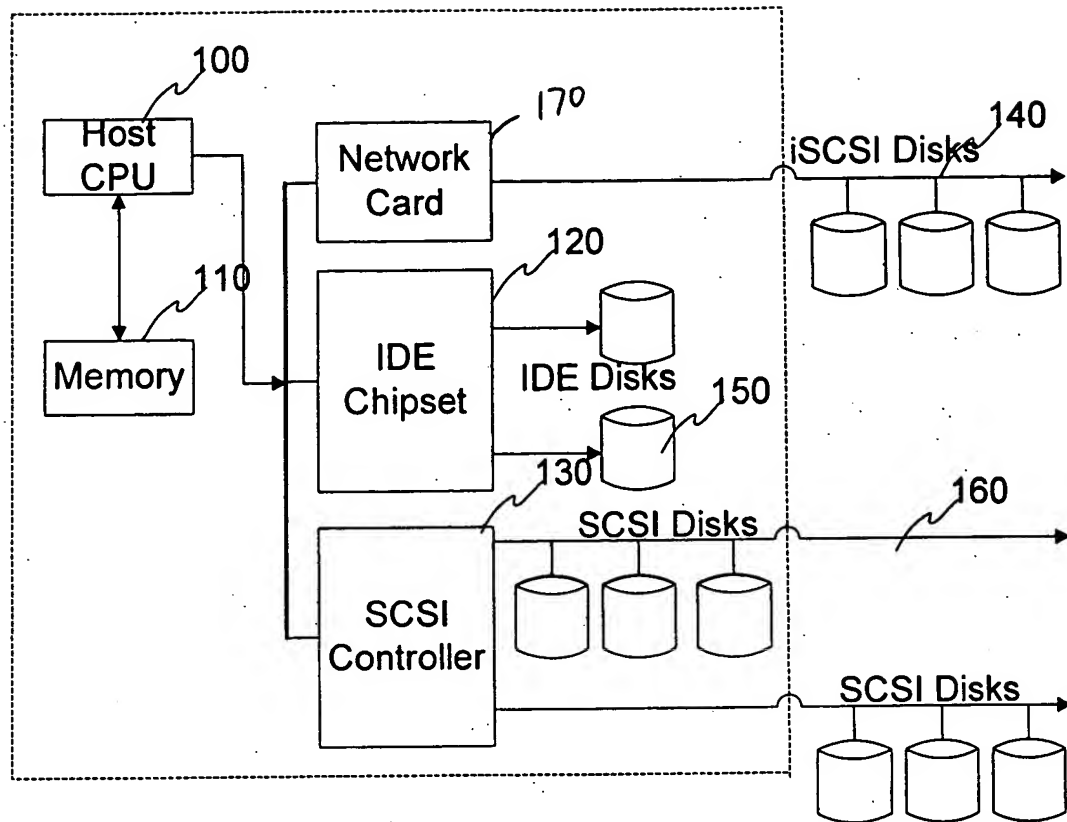 100
Host
CPU
110
Memory
170
Network
Card
140
iSCSI Disks
120
IDE
Chipset
IDE Disks
150
130
SCSI
Controller
SCSI Disks
160
SCSI Disks